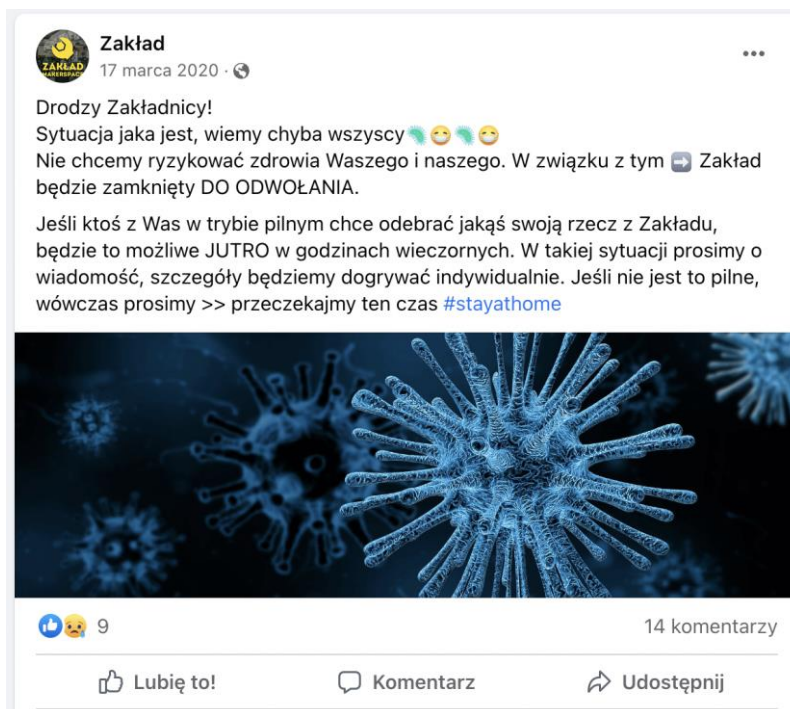 ZAKŁAD
MAKERSPACE
Zakład
17 marca 2020 ·
Drodzy Zakładnicy!
Sytuacja jaka jest, wiemy chyba wszyscy🦠😷🦠😷
Nie chcemy ryzykować zdrowia Waszego i naszego. W związku z tym ➡️ Zakład
będzie zamknięty DO ODWOŁANIA.
Jeśli ktoś z Was w trybie pilnym chce odebrać jakąś swoją rzecz z Zakładu,
będzie to możliwe JUTRO w godzinach wieczornych. W takiej sytuacji prosimy o
wiadomość, szczegóły będziemy dogrywać indywidualnie. Jeśli nie jest to pilne,
wówczas prosimy >> przeczekajmy ten czas #stayathome
9
14 komentarzy
Lubię to!
Komentarz
Udostępnij